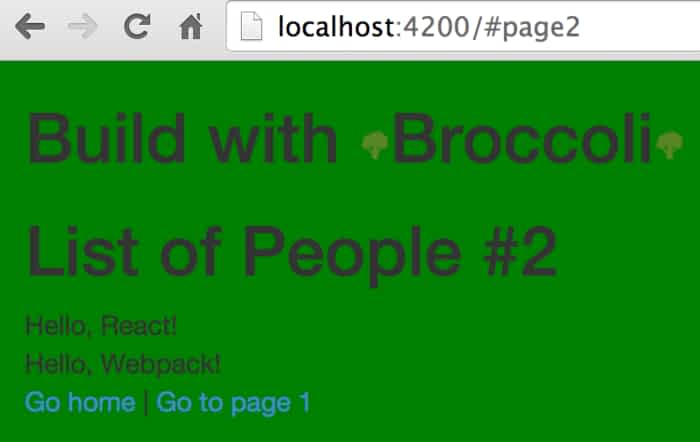 localhost:4200/#page2
Build with Broccoli
List of People #2
Hello, React!
Hello, Webpack!
Go home | Go to page 1